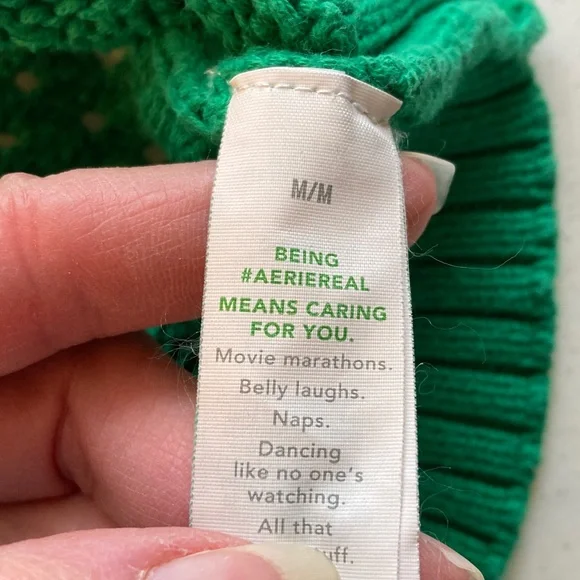 M/M
BEING
#AERIEREAL
MEANS CARING
FOR YOU.
Movie marathons.
Belly laughs.
Naps.
Dancing
like no one's
watching.
All that